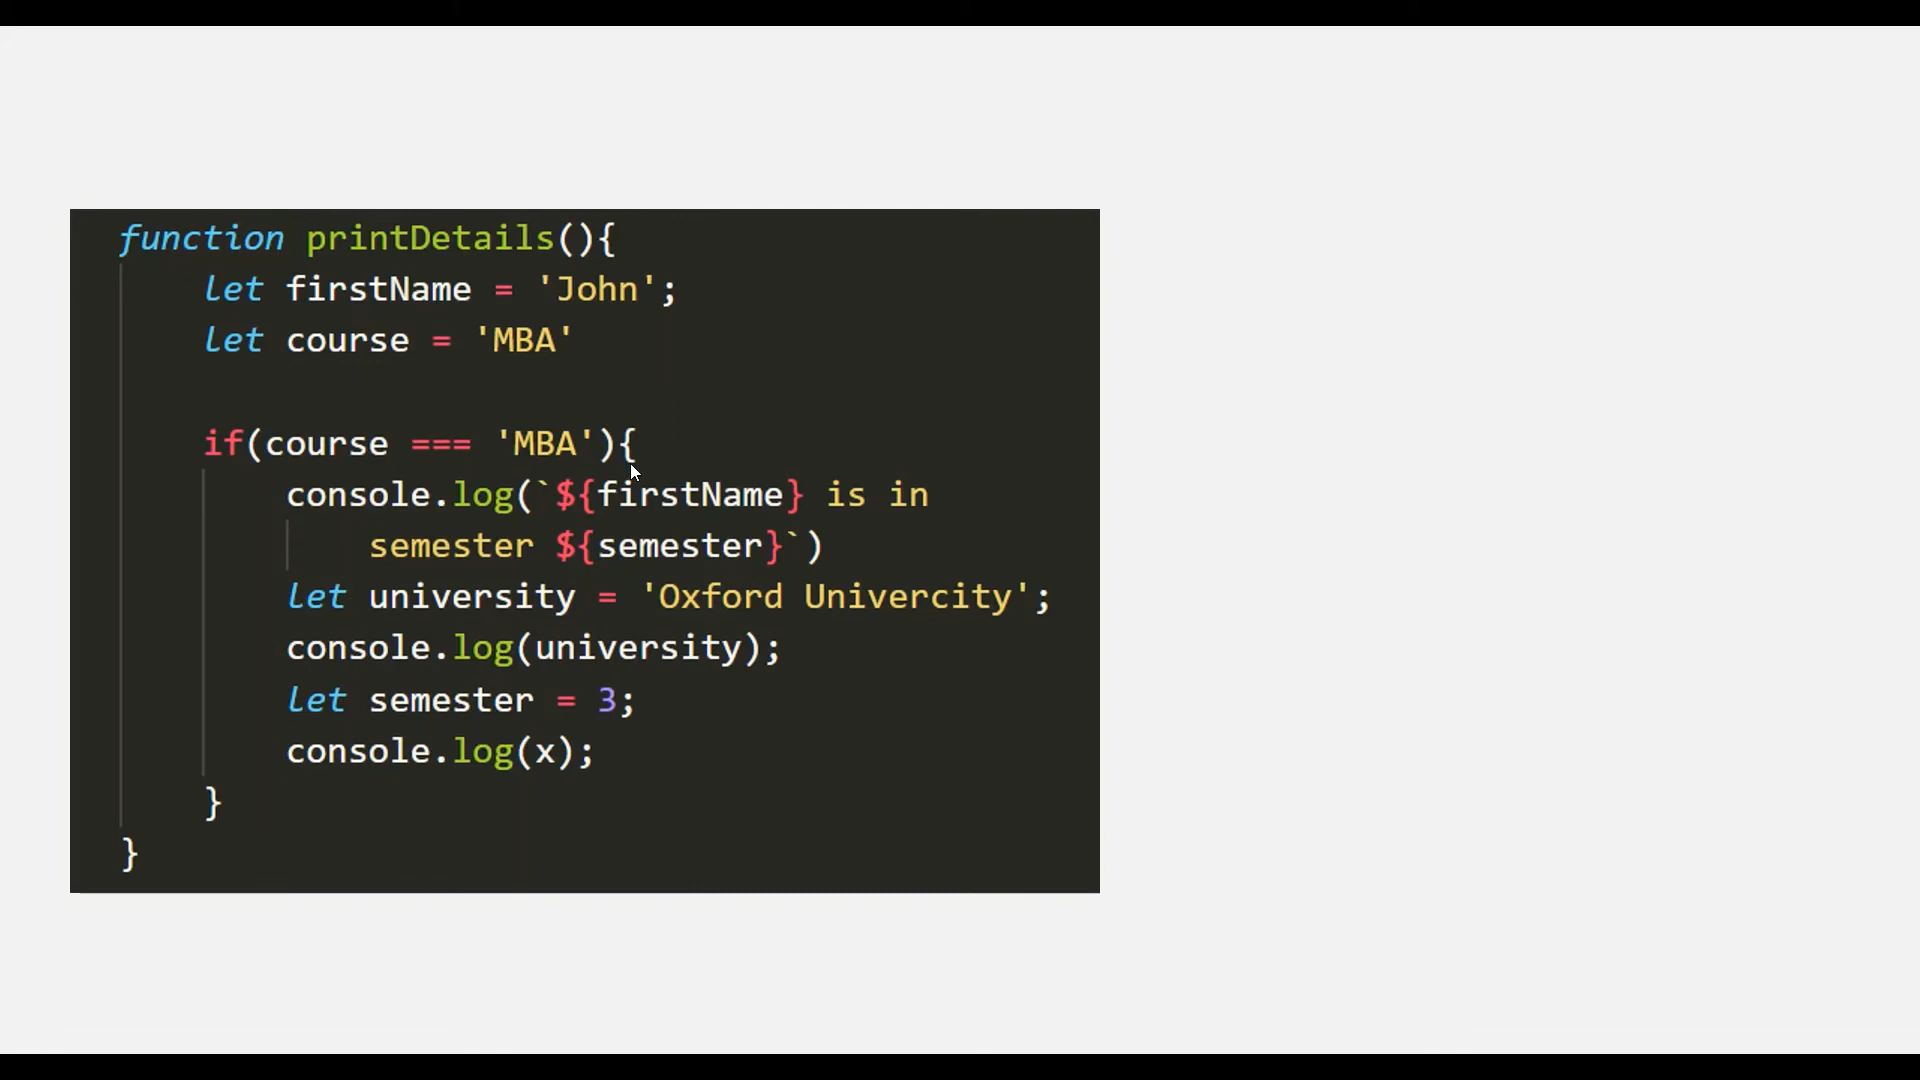 function printDetails(){
let firstName = 'John';
let course = 'MBA'
if(course === 'MBA'){
console.log(`${firstName} is in
semester ${semester}`)
let university = 'Oxford Univercity';
console.log(university);
let semester = 3;
console.log(x);
}
}